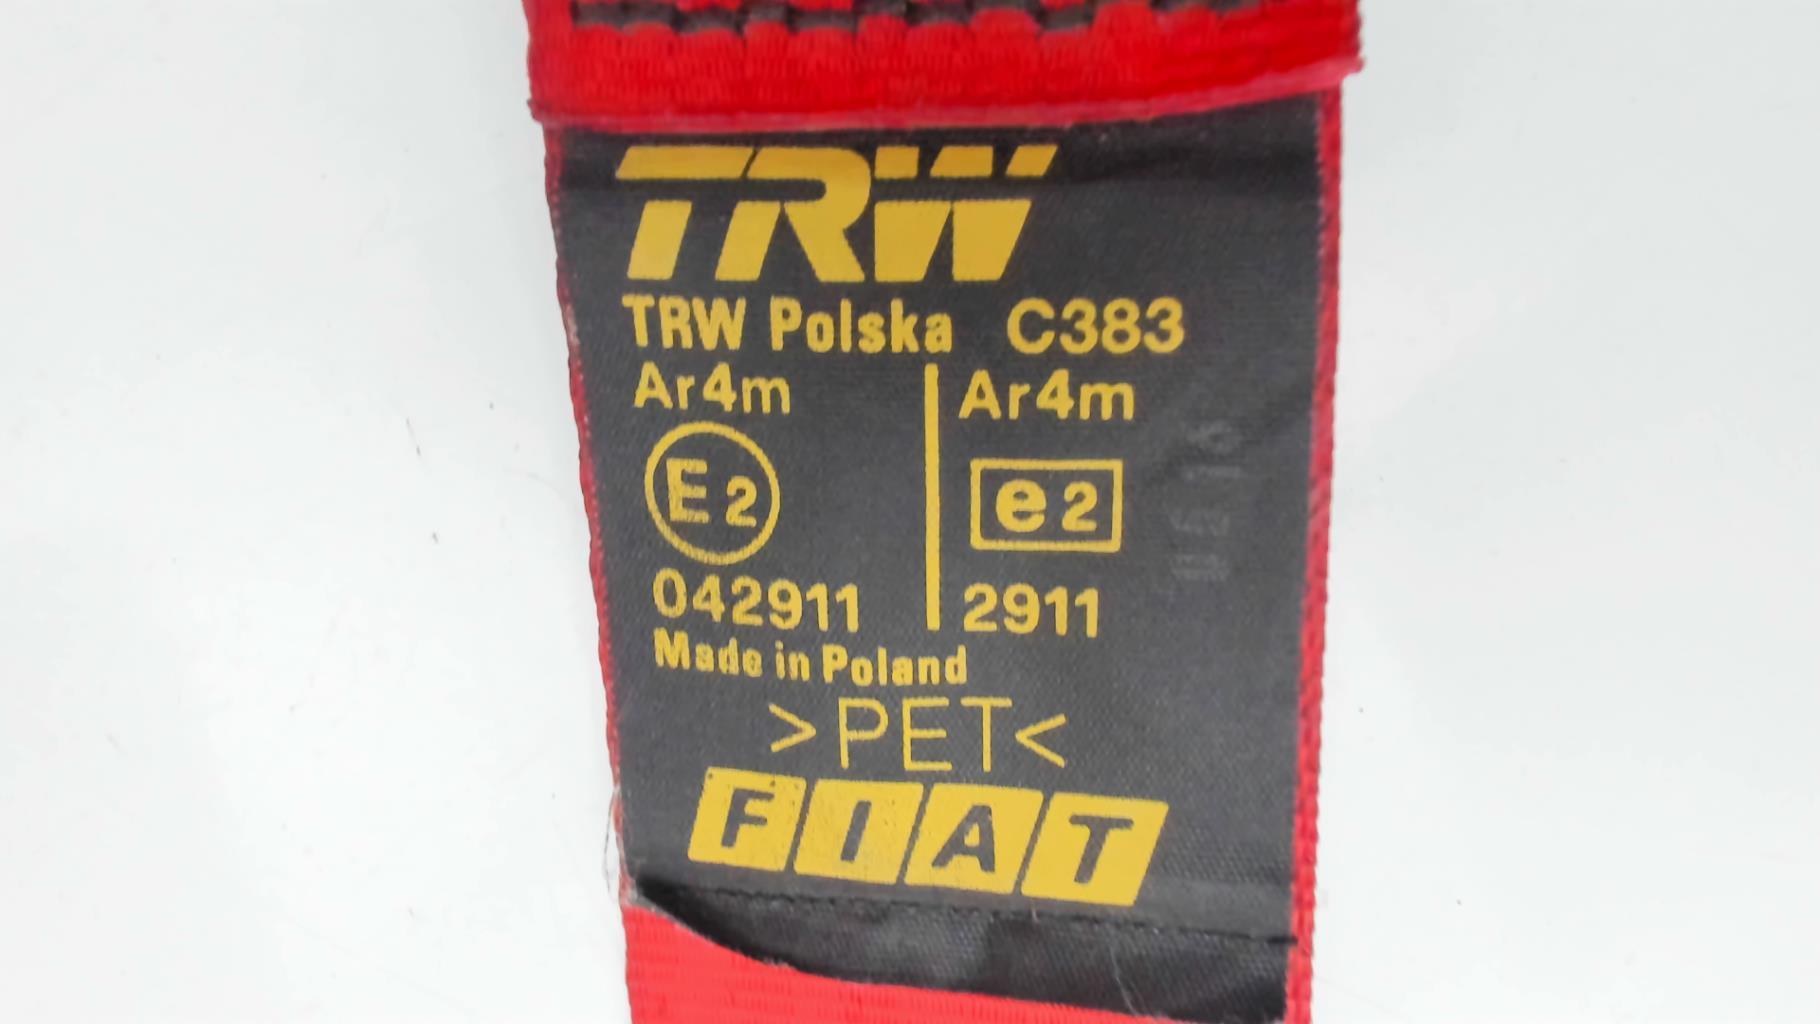 TRW
TRW Polska C383
Ar4m Ar4m
E2 e2
042911 2911
Made in Poland
>PET<
FIAT